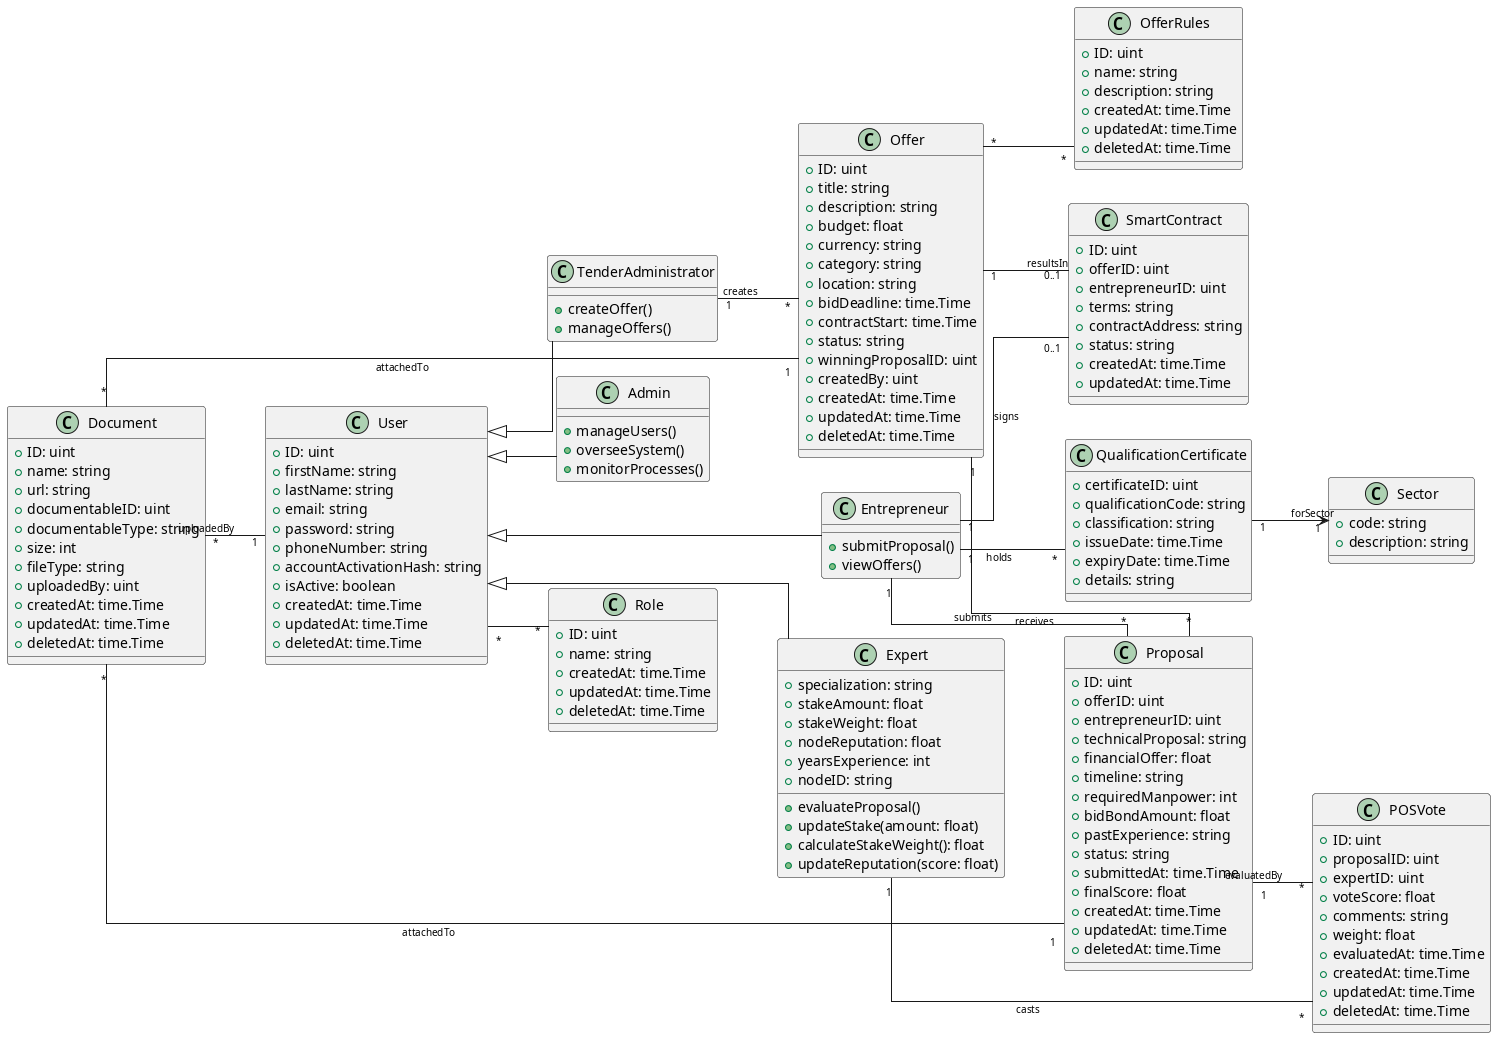 OfferRules
ID: uint
name: string
description: string
createdAt: time.Time
updatedAt: time.Time
deletedAt: time.Time
Offer
ID: uint
title: string
description: string
budget: float
currency: string
category: string
location: string
bidDeadline: time.Time
contractStart: time.Time
status: string
winningProposalID: uint
createdBy: uint
createdAt: time.Time
updatedAt: time.Time
deletedAt: time.Time
*
*
SmartContract
ID: uint
offerID: uint
entrepreneurID: uint
terms: string
contractAddress: string
status: string
createdAt: time.Time
updatedAt: time.Time
resultsIn
1
0..1
TenderAdministrator
createOffer()
manageOffers()
creates
1
*
0..1
signs
attachedTo
*
1
Admin
manageUsers()
overseeSystem()
monitorProcesses()
Document
ID: uint
name: string
url: string
documentableID: uint
documentableType: string
size: int
fileType: string
uploadedBy: uint
createdAt: time.Time
updatedAt: time.Time
deletedAt: time.Time
uploadedBy
*
1
User
ID: uint
firstName: string
lastName: string
email: string
password: string
phoneNumber: string
accountActivationHash: string
isActive: boolean
createdAt: time.Time
updatedAt: time.Time
deletedAt: time.Time
QualificationCertificate
certificateID: uint
qualificationCode: string
classification: string
issueDate: time.Time
expiryDate: time.Time
details: string
Sector
code: string
description: string
forSector
1
1
Entrepreneur
submitProposal()
viewOffers()
1
1
1
holds
*
1
submits
receives
*
*
Role
ID: uint
name: string
createdAt: time.Time
updatedAt: time.Time
deletedAt: time.Time
*
*
Expert
specialization: string
stakeAmount: float
stakeWeight: float
nodeReputation: float
yearsExperience: int
nodeID: string
evaluateProposal()
updateStake(amount: float)
calculateStakeWeight(): float
updateReputation(score: float)
Proposal
ID: uint
offerID: uint
entrepreneurID: uint
technicalProposal: string
financialOffer: float
timeline: string
requiredManpower: int
bidBondAmount: float
pastExperience: string
status: string
submittedAt: time.Time
finalScore: float
createdAt: time.Time
updatedAt: time.Time
deletedAt: time.Time
POSVote
ID: uint
proposalID: uint
expertID: uint
voteScore: float
comments: string
weight: float
evaluatedAt: time.Time
createdAt: time.Time
updatedAt: time.Time
deletedAt: time.Time
evaluatedBy
1
*
*
attachedTo
1
1
casts
*